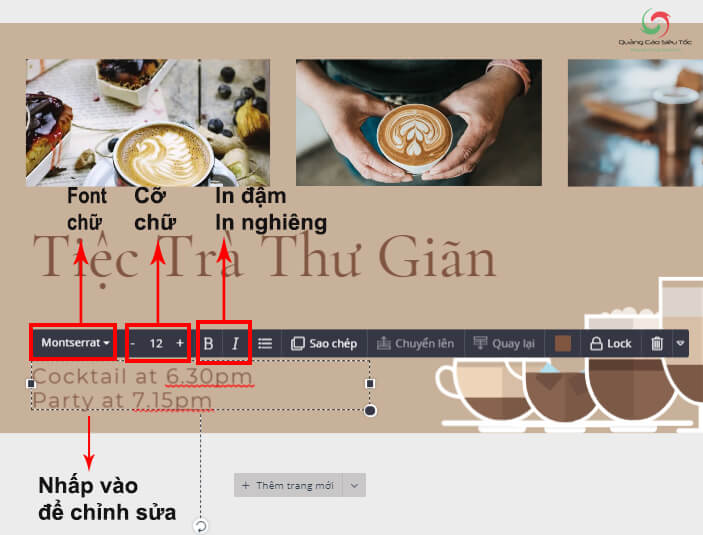 Quảng Cáo Siêu Tốc
Font chữ
Cỡ chữ
In đậm
In nghiêng
Tiệc Trà Thư Giãn
Montserrat
- 12 +
B
I
Sao chép
Chuyển lên
Quay lại
Lock
Cocktail at 6.30pm
Party at 7.15pm
+ Thêm trang mới
Nhấp vào
để chỉnh sửa